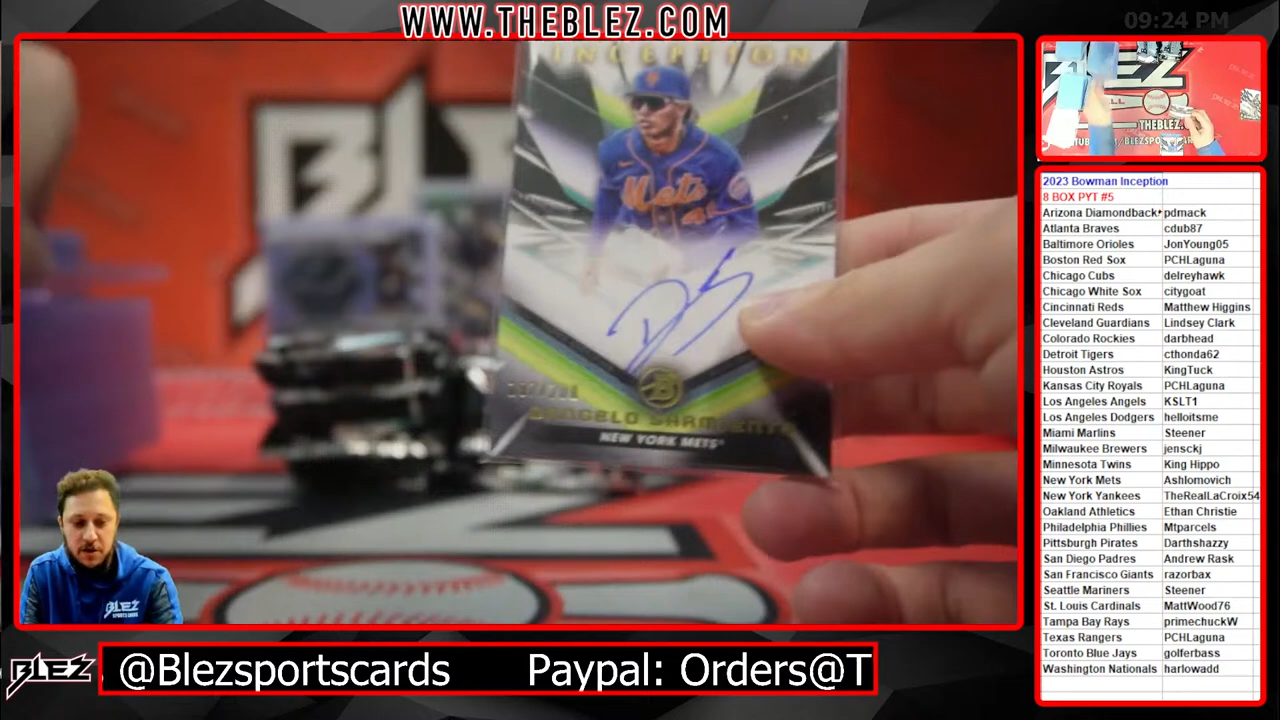 WWW.THEBLEZ.COM
09:24 PM
INCEPTION
Mets
NEW YORK METS
BLEZ
THEBLEZ.
2023 Bowman Inception
8 BOX PYT #5
Arizona Diamondback pdmack
Atlanta Braves cdub87
Baltimore Orioles JonYoung05
Boston Red Sox PCHLaguna
Chicago Cubs delreyhawk
Chicago White Sox citygoat
Cincinnati Reds Matthew Higgins
Cleveland Guardians Lindsey Clark
Colorado Rockies darbhead
Detroit Tigers cthonda62
Houston Astros KingTuck
Kansas City Royals PCHLaguna
Los Angeles Angels KSLT1
Los Angeles Dodgers helloitsme
Miami Marlins Steener
Milwaukee Brewers jensckj
Minnesota Twins King Hippo
New York Mets Ashlomovich
New York Yankees TheRealLaCroix54
Oakland Athletics Ethan Christie
Philadelphia Phillies Mtparcels
Pittsburgh Pirates Darthshazzy
San Diego Padres Andrew Rask
San Francisco Giants razorbax
Seattle Mariners Steener
St. Louis Cardinals MattWood76
Tampa Bay Rays primechuckW
Texas Rangers PCHLaguna
Toronto Blue Jays golferbass
Washington Nationals harlowadd
BLEZ
SPORTS CARDS
BLEZ
@Blezsportscards Paypal: Orders@T